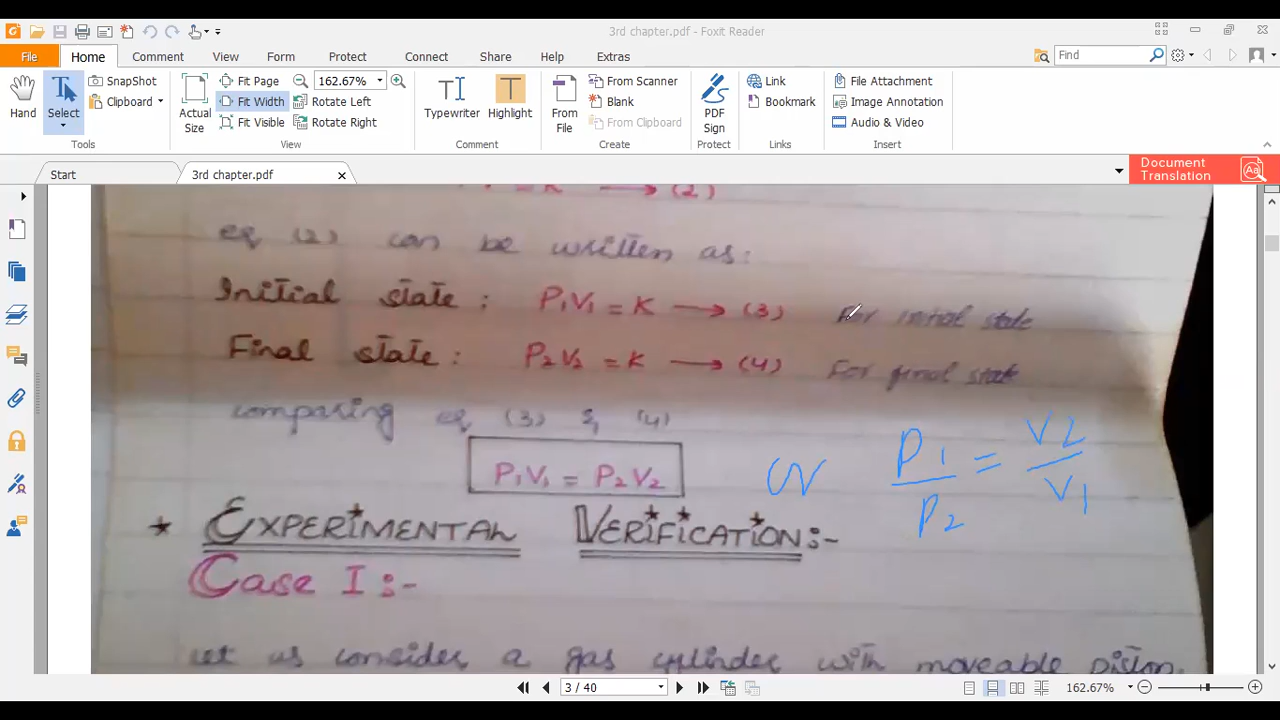 3rd chapter.pdf - Foxit Reader
File Home Comment View Form Protect Connect Share Help Extras Find
SnapShot Fit Page 162.67% From Scanner Link File Attachment
Hand Select Clipboard Actual Size Fit Width Rotate Left Typewriter Highlight From File Blank PDF Sign Bookmark Image Annotation
Fit Visible Rotate Right From Clipboard Audio & Video
Tools View Comment Create Protect Links Insert
Start 3rd chapter.pdf Document Translation
= K → (2)
eq (2) can be written as:
Initial state : P₁V₁ = K → (3) For initial state
Final state : P₂V₂ = K → (4) For final state
comparing eq (3) & (4)
P₁V₁ = P₂V₂ or P₁/P₂ = V₂/V₁
* EXPERIMENTAL VERIFICATION:-
Case I :-
Let us consider a gas cylinder with moveable piston.
3 / 40 162.67%